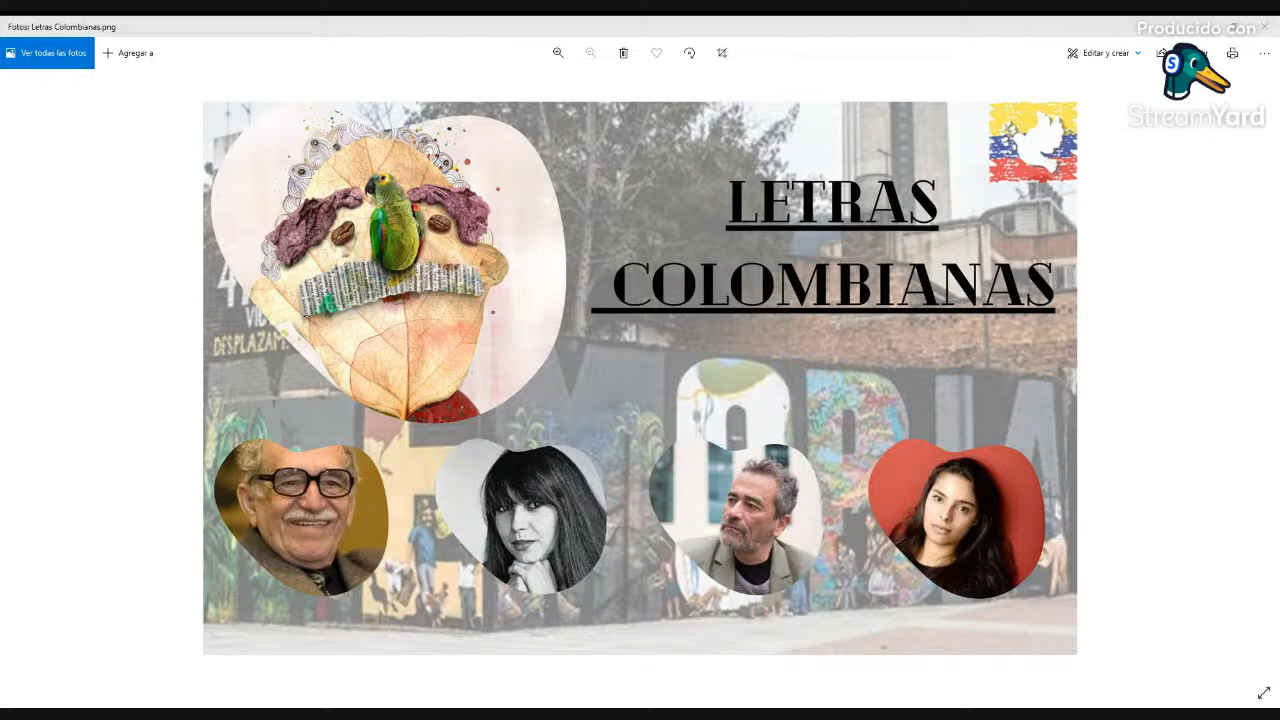 Fotos: Letras Colombianas.png
Producido con
Ver todas las fotos
Agregar a
Editar y crear
S
StreamYard
LETRAS
COLOMBIANAS
DESPLAZAM